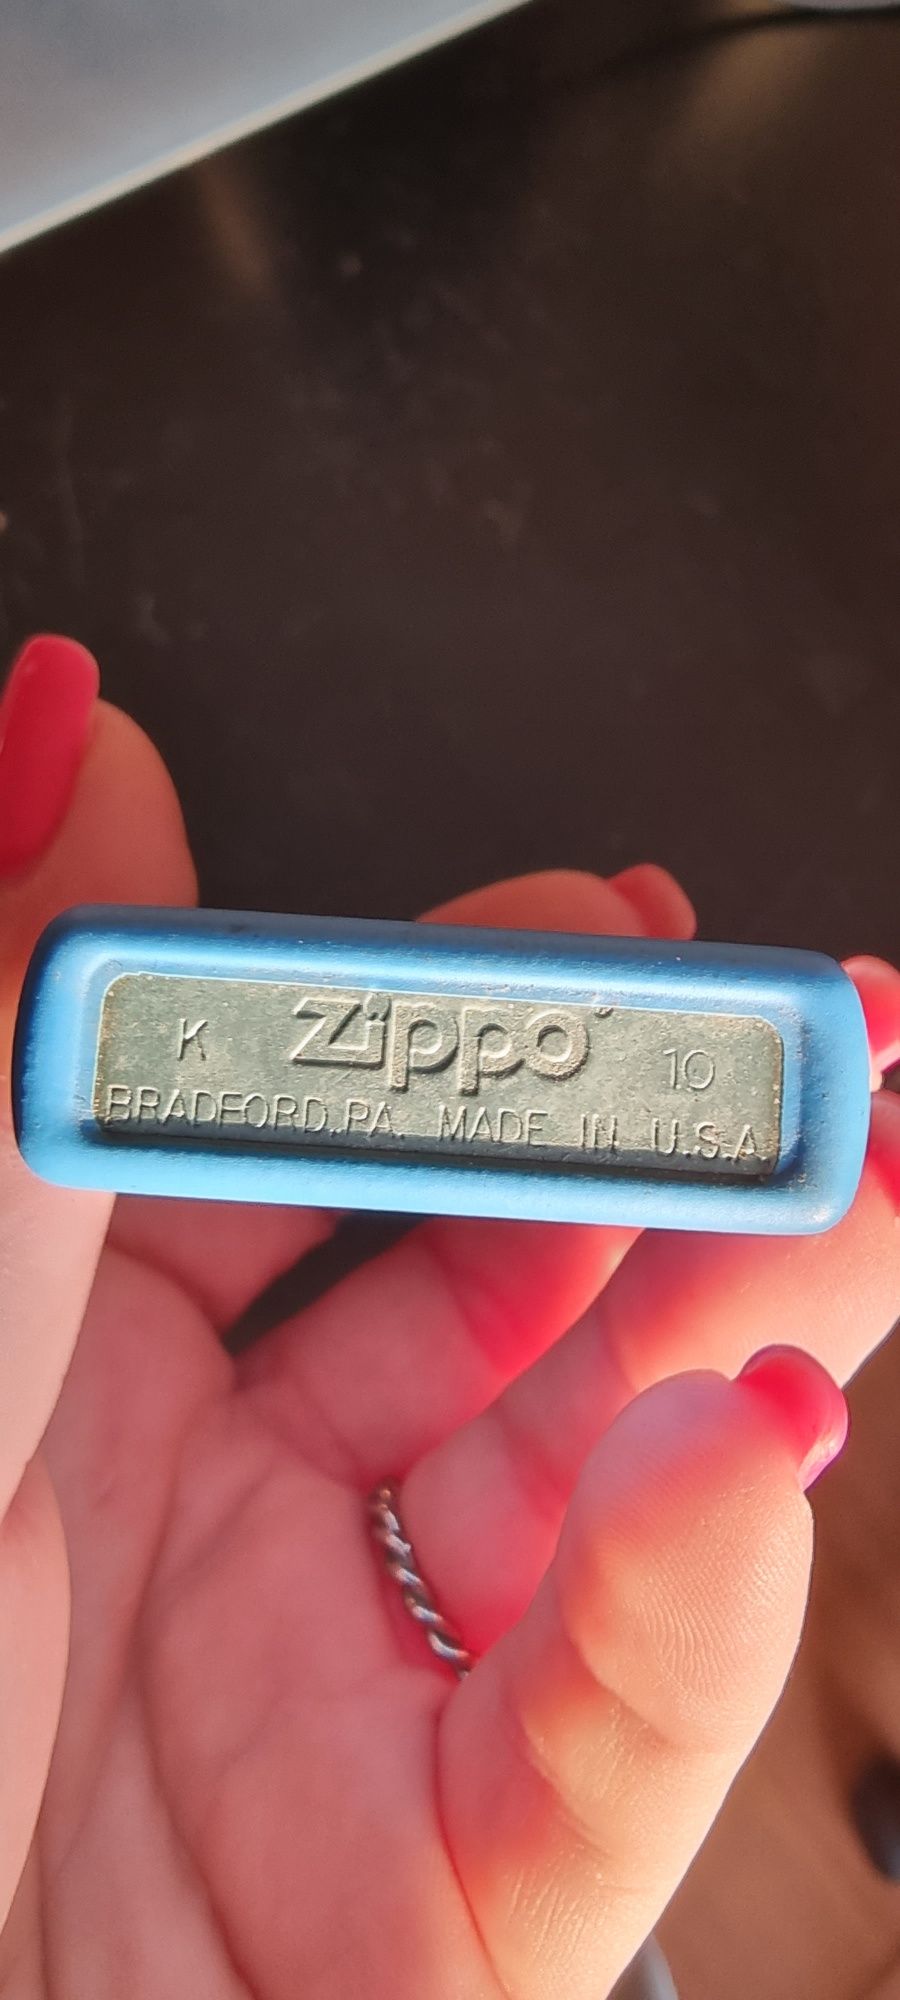 K Zippo® 10
BRADFORD, PA. MADE IN U.S.A.